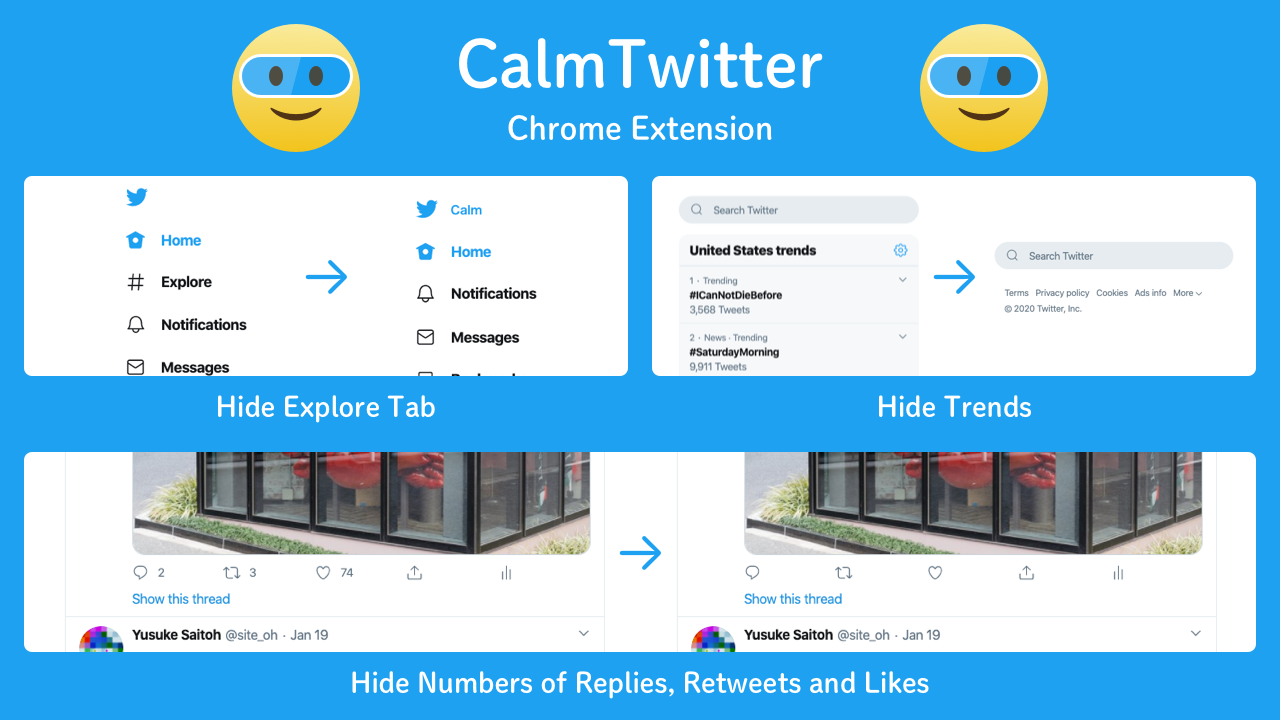 CalmTwitter
Chrome Extension
Home
Explore
Notifications
Messages
Calm
Home
Notifications
Messages
Hide Explore Tab
Search Twitter
United States trends
1 · Trending
#ICanNotDieBefore
3,568 Tweets
2 · News · Trending
#SaturdayMorning
9,911 Tweets
Search Twitter
Terms Privacy policy Cookies Ads info More
© 2020 Twitter, Inc.
Hide Trends
2 3 74
Show this thread
Yusuke Saitoh @site_oh · Jan 19
Show this thread
Yusuke Saitoh @site_oh · Jan 19
Hide Numbers of Replies, Retweets and Likes